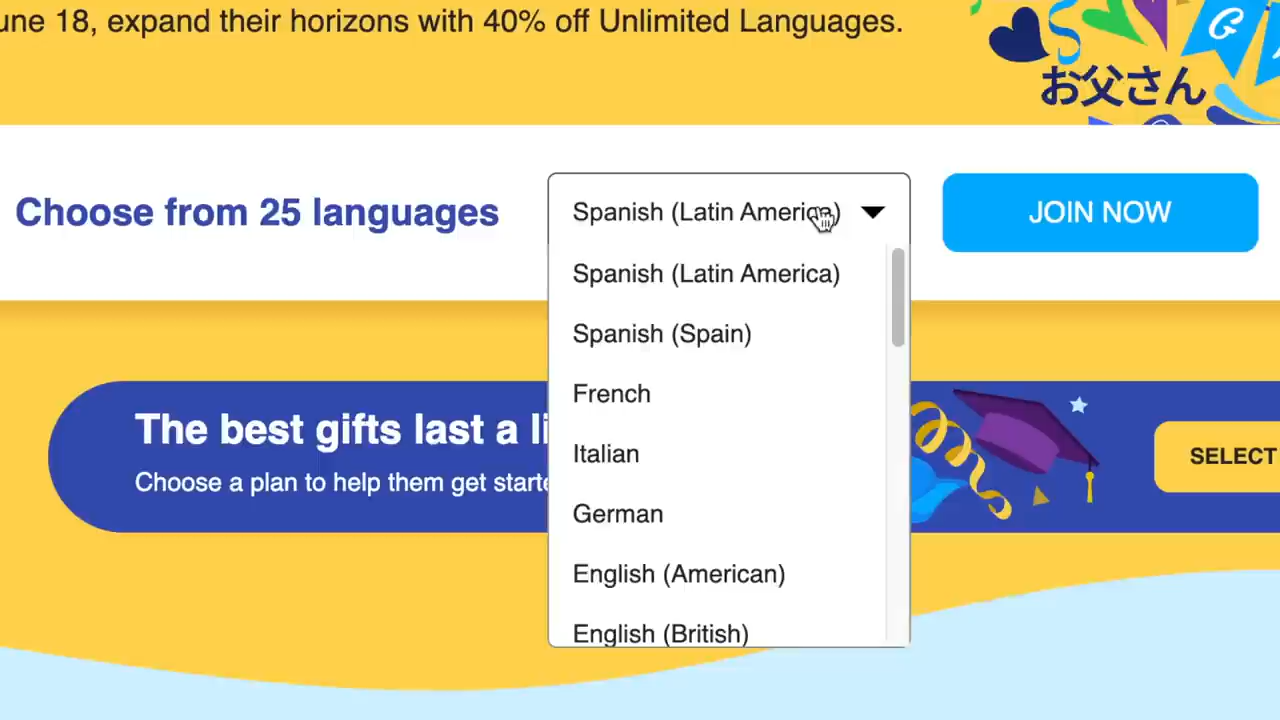 une 18, expand their horizons with 40% off Unlimited Languages.
お父さん
Choose from 25 languages
Spanish (Latin America)
JOIN NOW
Spanish (Latin America)
Spanish (Spain)
French
Italian
German
English (American)
English (British)
The best gifts last a li
Choose a plan to help them get starte
SELECT